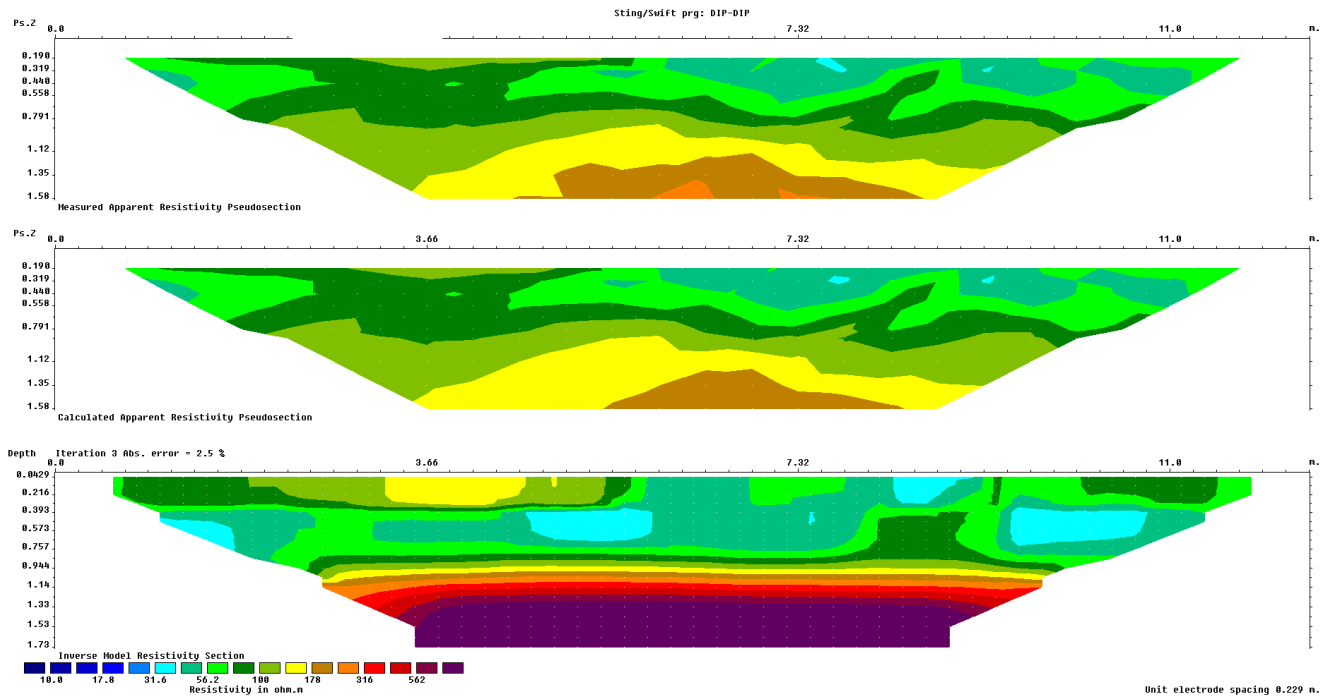 Sting/Swift prg: DIP-DIP
Ps.Z 0.0 7.32 11.0 m.
0.190
0.319
0.440
0.558
0.791
1.12
1.35
1.58
Measured Apparent Resistivity Pseudosection
Ps.Z 0.0 3.66 7.32 11.0 m.
0.190
0.319
0.440
0.558
0.791
1.12
1.35
1.58
Calculated Apparent Resistivity Pseudosection
Depth Iteration 3 Abs. error = 2.5 %
0.0 3.66 7.32 11.0 m.
0.0429
0.216
0.393
0.573
0.757
0.944
1.14
1.33
1.53
1.73
Inverse Model Resistivity Section
10.0 17.8 31.6 56.2 100 178 316 562
Resistivity in ohm.m
Unit electrode spacing 0.229 m.